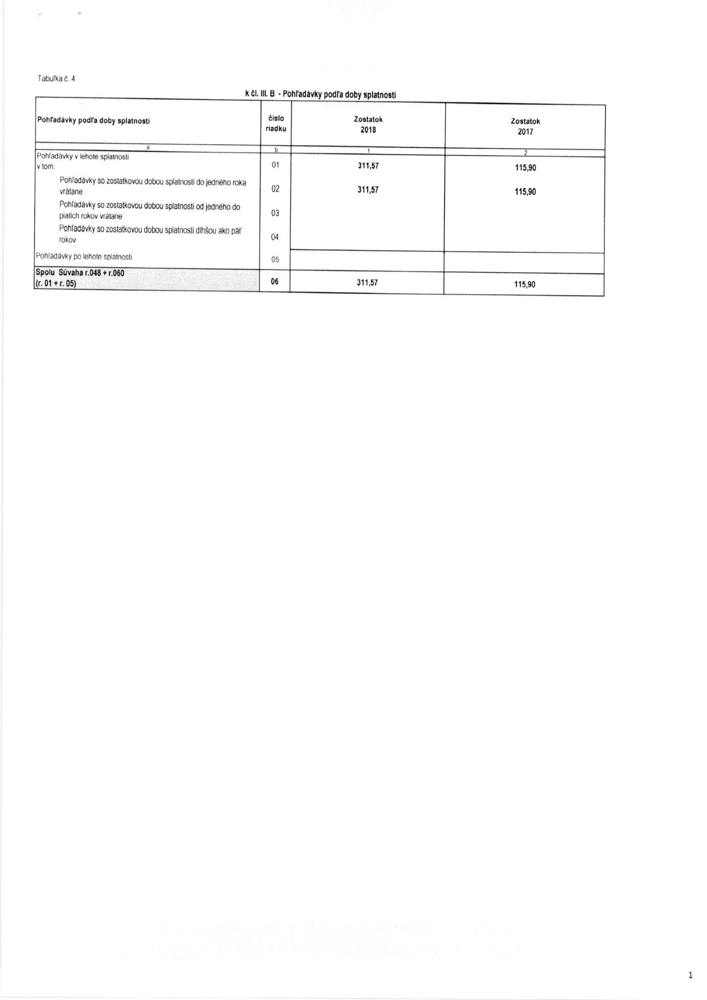 Tabuľka č. 4
k čl. III. B - Pohľadávky podľa doby splatnosti
Pohľadávky podľa doby splatnosti
číslo
riadku
Zostatok
2018
Zostatok
2017
a
b
1
2
Pohľadávky v lehote splatnosti
v tom:
01
311,57
115,90
Pohľadávky so zostatkovou dobou splatnosti do jedného roka
vrátane
02
311,57
115,90
Pohľadávky so zostatkovou dobou splatnosti od jedného do
piatich rokov vrátane
03
Pohľadávky so zostatkovou dobou splatnosti dlhšou ako päť
rokov
04
Pohľadávky po lehote splatnosti
05
Spolu Súvaha r.048 + r.060
(r. 01 + r. 05)
06
311,57
115,90
1